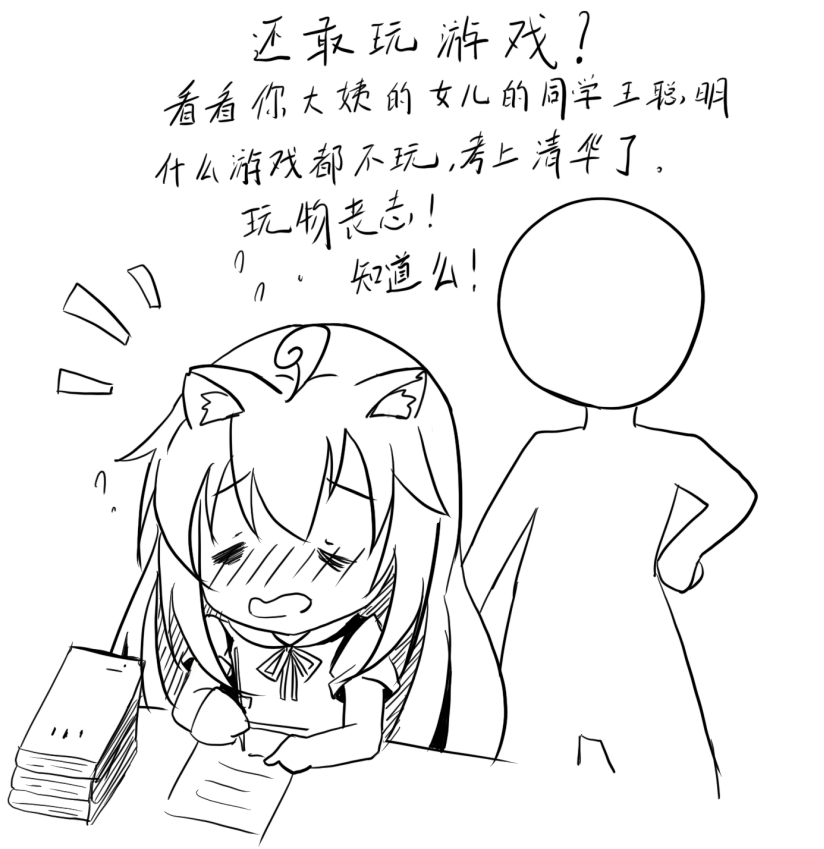 还敢玩游戏？
看看你大姨的女儿的同学王聪，明
什么游戏都不玩，考上清华了。
玩物丧志！
知道么！